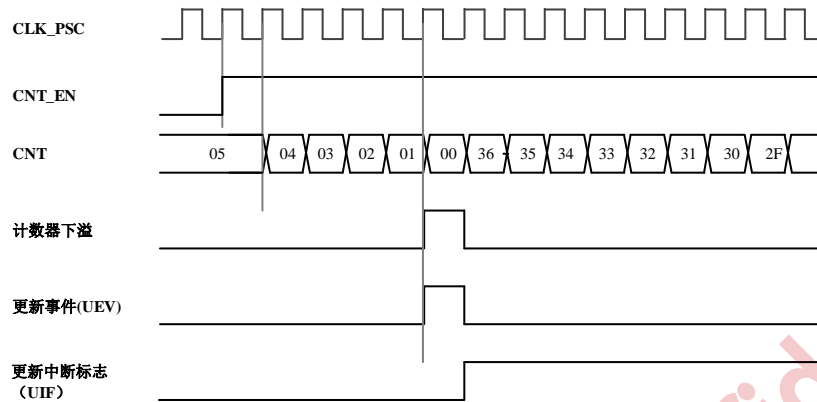 CLK_PSC
CNT_EN
CNT 05 04 03 02 01 00 36 35 34 33 32 31 30 2F
计数器下溢
更新事件(UEV)
更新中断标志
（UIF）